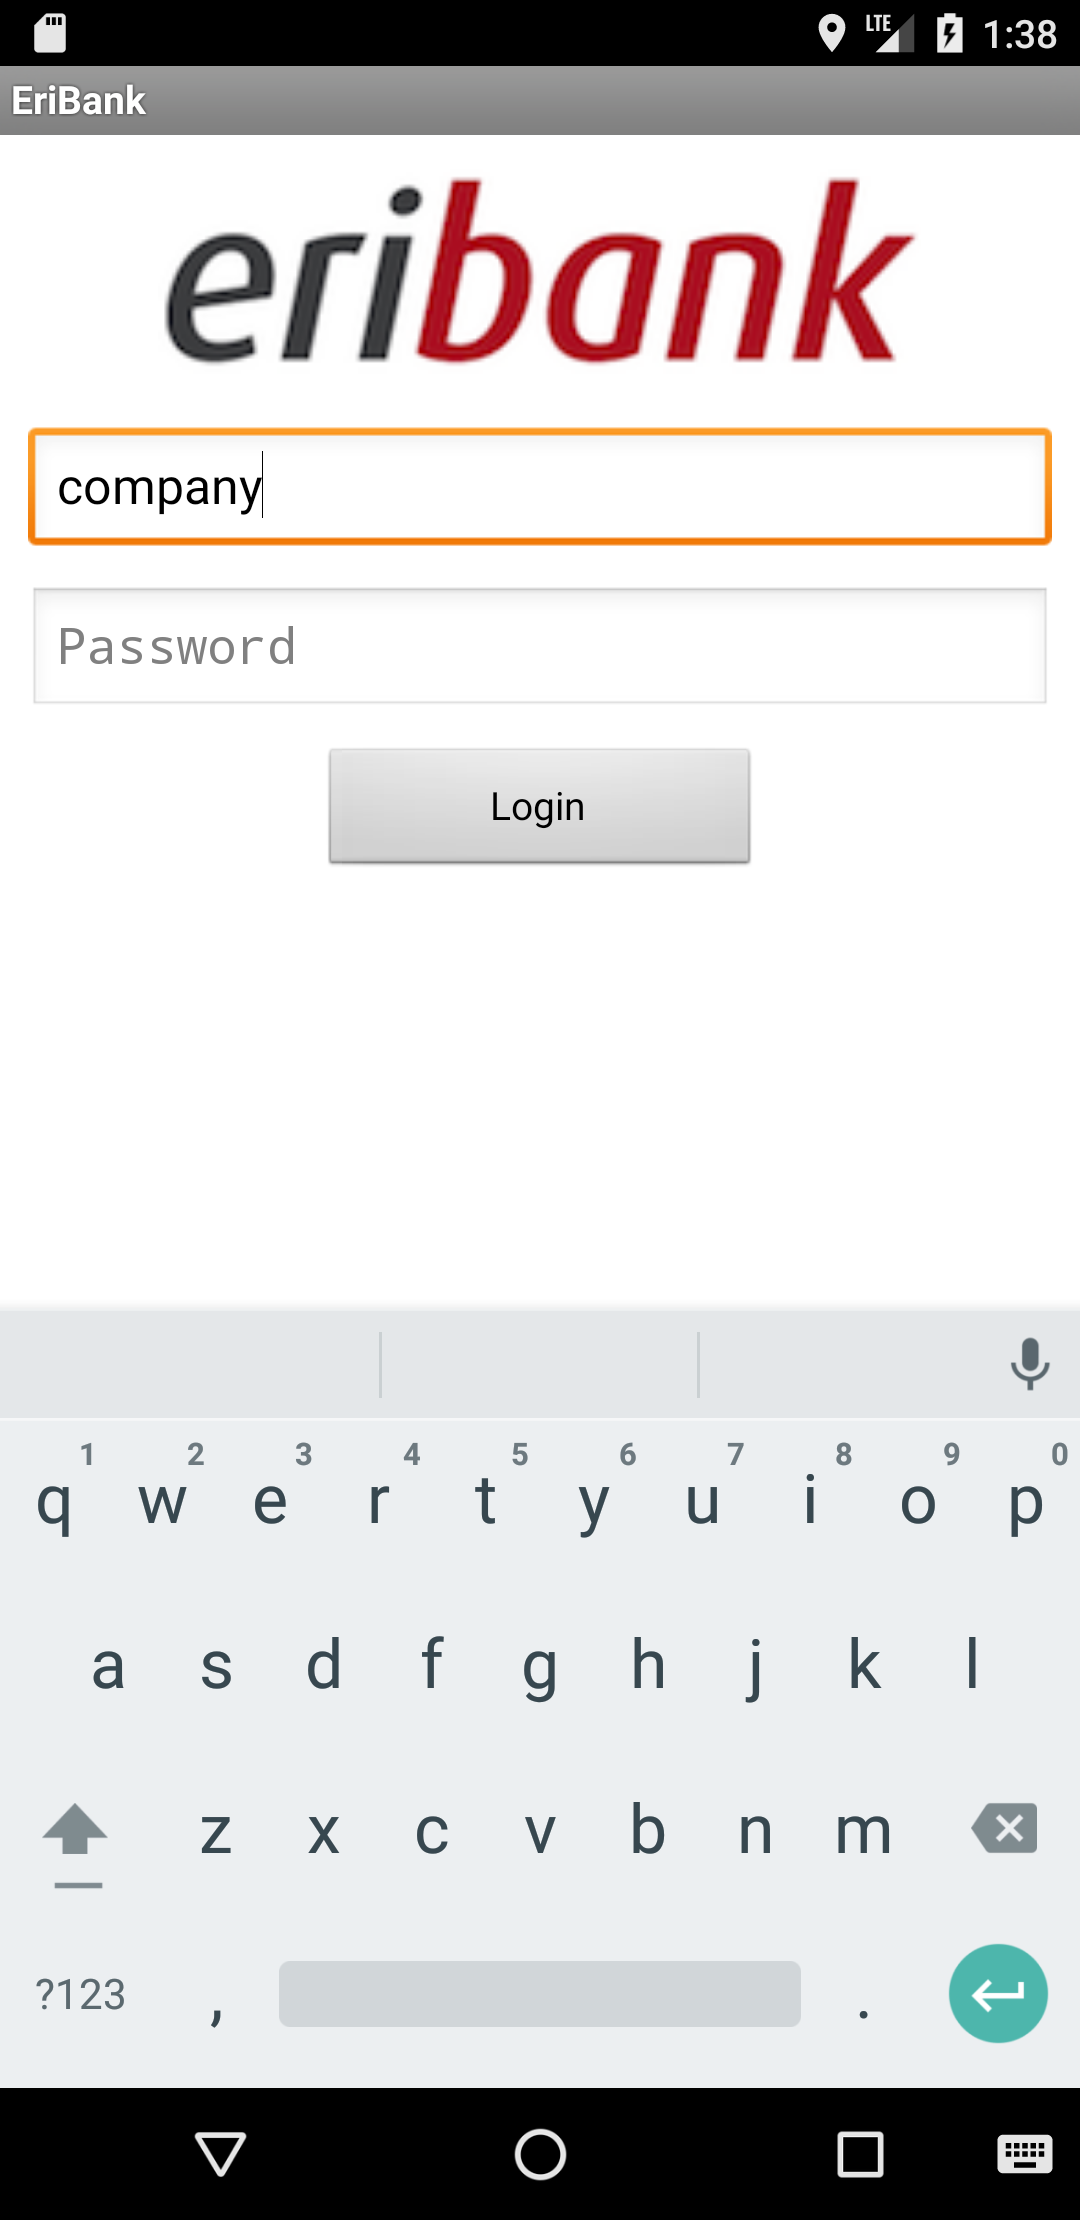 LTE 1:38
EriBank
eribank
company
Password
Login
1 2 3 4 5 6 7 8 9 0
q w e r t y u i o p
a s d f g h j k l
z x c v b n m
?123 , .